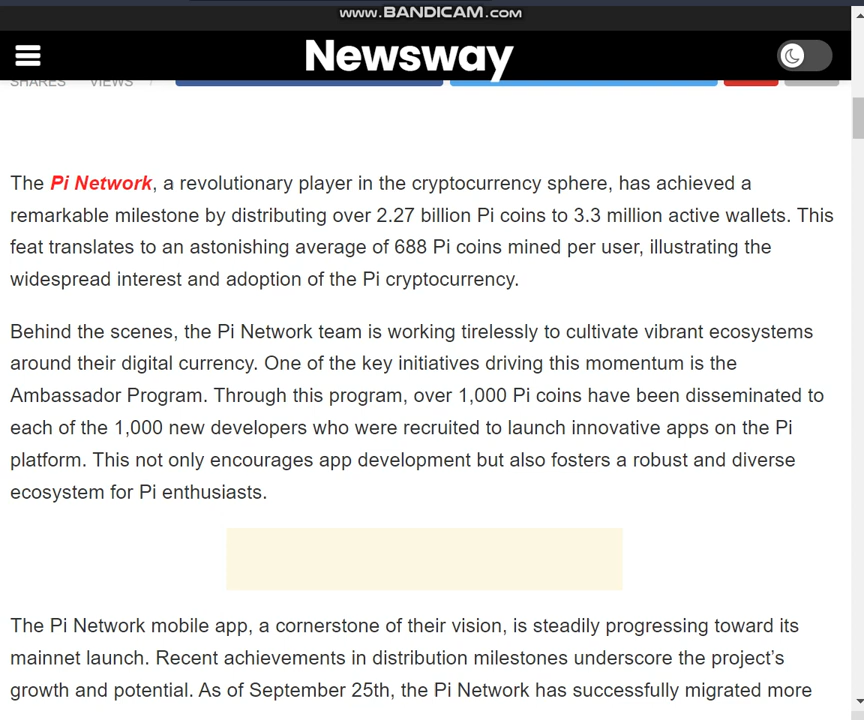 www.BANDICAM.com
Newsway
SHARES VIEWS
The Pi Network, a revolutionary player in the cryptocurrency sphere, has achieved a
remarkable milestone by distributing over 2.27 billion Pi coins to 3.3 million active wallets. This
feat translates to an astonishing average of 688 Pi coins mined per user, illustrating the
widespread interest and adoption of the Pi cryptocurrency.
Behind the scenes, the Pi Network team is working tirelessly to cultivate vibrant ecosystems
around their digital currency. One of the key initiatives driving this momentum is the
Ambassador Program. Through this program, over 1,000 Pi coins have been disseminated to
each of the 1,000 new developers who were recruited to launch innovative apps on the Pi
platform. This not only encourages app development but also fosters a robust and diverse
ecosystem for Pi enthusiasts.
The Pi Network mobile app, a cornerstone of their vision, is steadily progressing toward its
mainnet launch. Recent achievements in distribution milestones underscore the project's
growth and potential. As of September 25th, the Pi Network has successfully migrated more